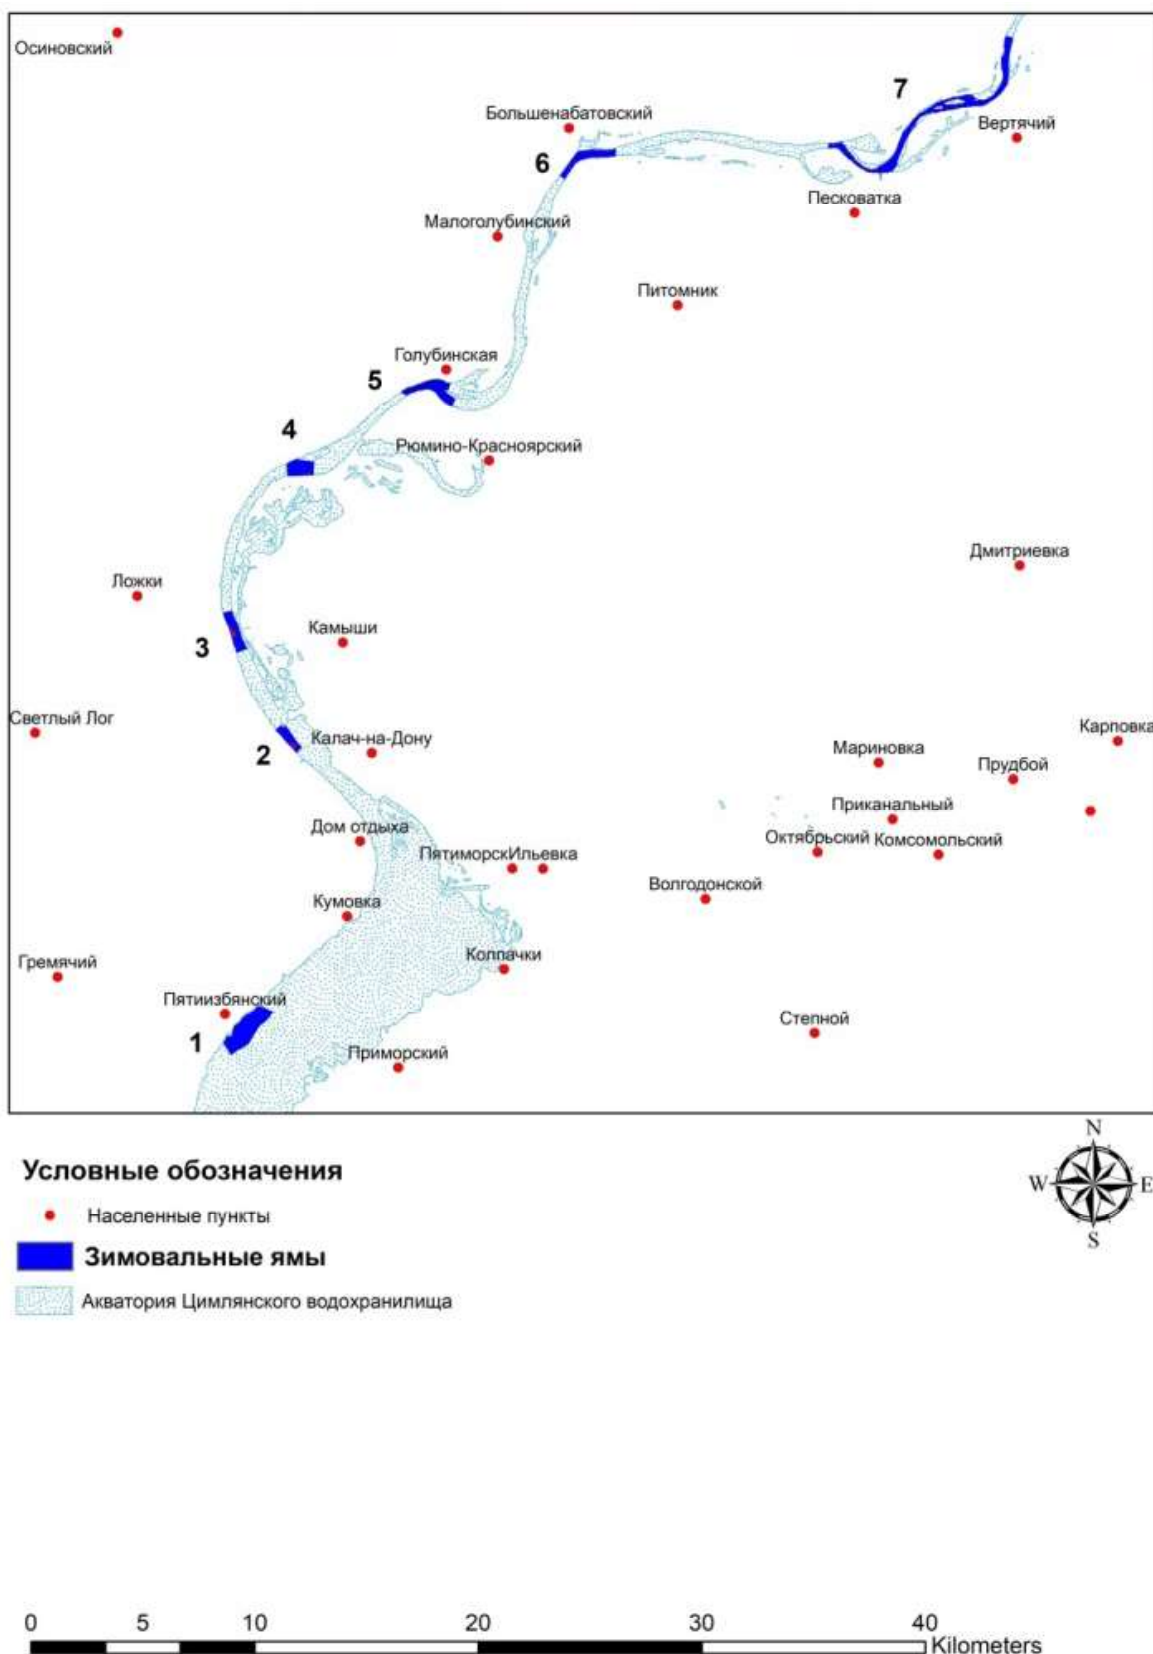 Осиновский
7
Большенабатовский
Вертячий
6
Песковатка
Малоголубинский
Питомник
Голубинская
5
4
Рюмино-Красноярский
Дмитриевка
Ложки
Камыши
3
Светлый Лог
Карповка
Калач-на-Дону
Мариновка
2
Прудбой
Приканальный
Дом отдыха
Октябрьский Комсомольский
ПятиморскИльевка
Волгодонской
Кумовка
Колпачки
Гремячий
Пятиизбянский
Степной
1
Приморский
N
Условные обозначения
W E
Населенные пункты
S
Зимовальные ямы
Акватория Цимлянского водохранилища
0 5 10 20 30 40
Kilometers